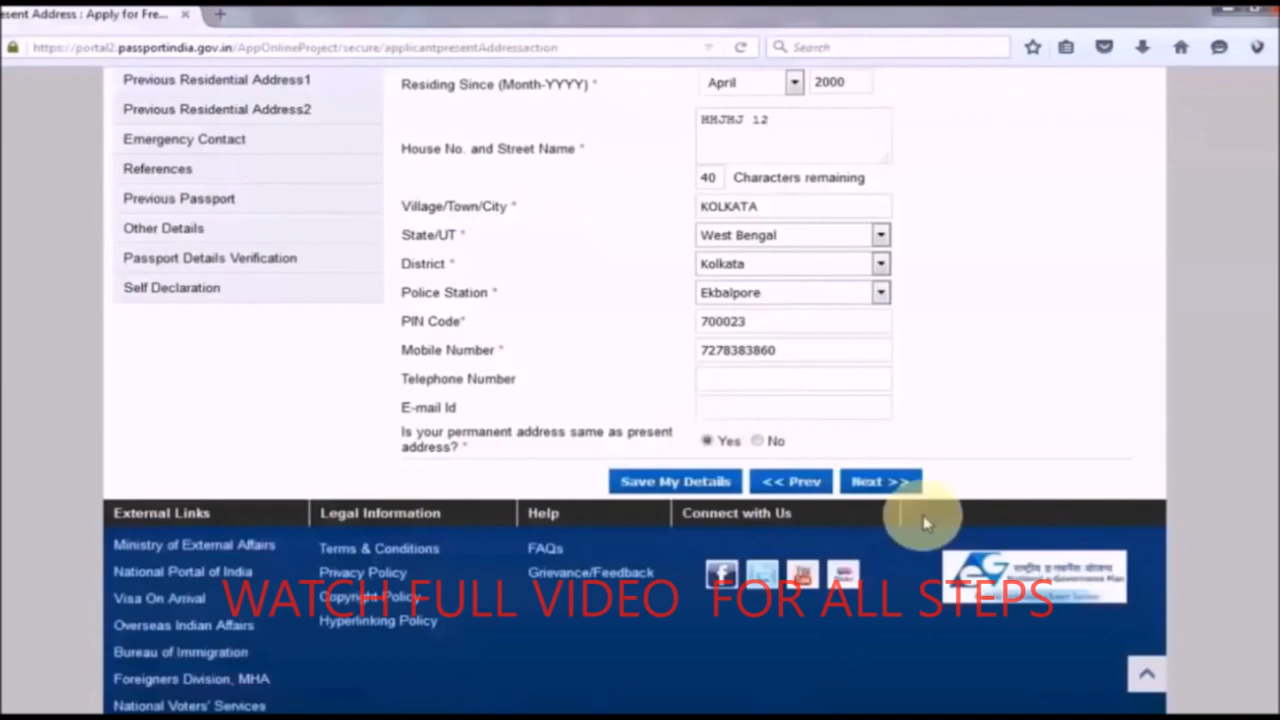 esent Address : Apply for Fre...
https://portal2.passportindia.gov.in/AppOnlineProject/secure/applicantpresentAddressaction
Search
Previous Residential Address1
Previous Residential Address2
Emergency Contact
References
Previous Passport
Other Details
Passport Details Verification
Self Declaration
Residing Since (Month-YYYY) * April 2000
House No. and Street Name * HHJHJ 12
40 Characters remaining
Village/Town/City * KOLKATA
State/UT * West Bengal
District * Kolkata
Police Station * Ekbalpore
PIN Code* 700023
Mobile Number * 7278383860
Telephone Number
E-mail Id
Is your permanent address same as present
address? * Yes No
Save My Details << Prev Next >>
External Links
Ministry of External Affairs
National Portal of India
Visa On Arrival
Overseas Indian Affairs
Bureau of Immigration
Foreigners Division, MHA
National Voters' Services
Legal Information
Terms & Conditions
Privacy Policy
Copyright Policy
Hyperlinking Policy
Help
FAQs
Grievance/Feedback
Connect with Us
राष्ट्रीय ई-गवर्नेंस योजना
National e-Governance Plan
WATCH FULL VIDEO FOR ALL STEPS